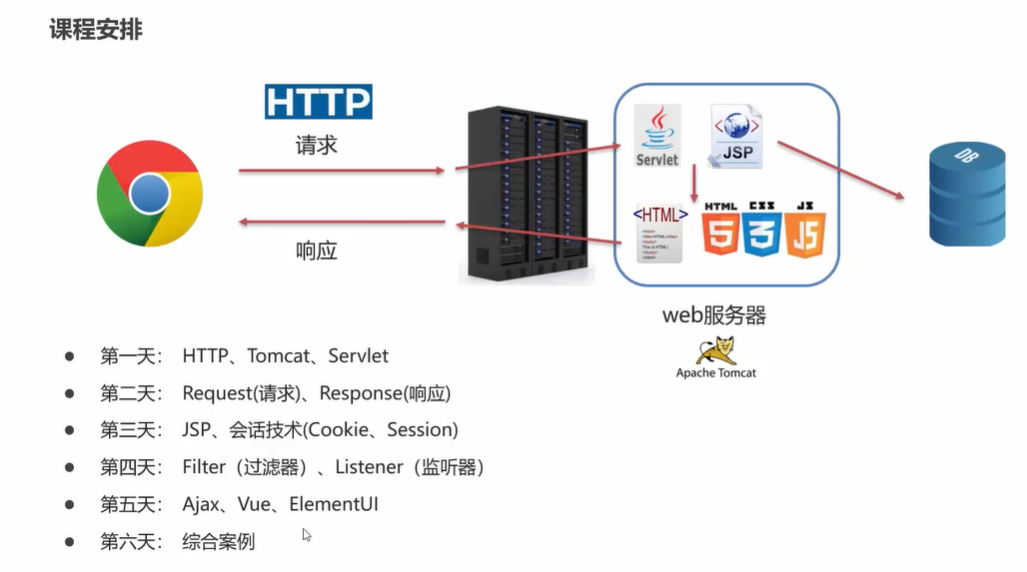 课程安排
HTTP
请求
响应
Servlet
JSP
<HTML>
HTML
5
CSS
3
JS
JS
DB
web服务器
Apache Tomcat
● 第一天： HTTP、Tomcat、Servlet
● 第二天： Request(请求)、Response(响应)
● 第三天： JSP、会话技术(Cookie、Session)
● 第四天： Filter（过滤器）、Listener（监听器）
● 第五天： Ajax、Vue、ElementUI
● 第六天： 综合案例